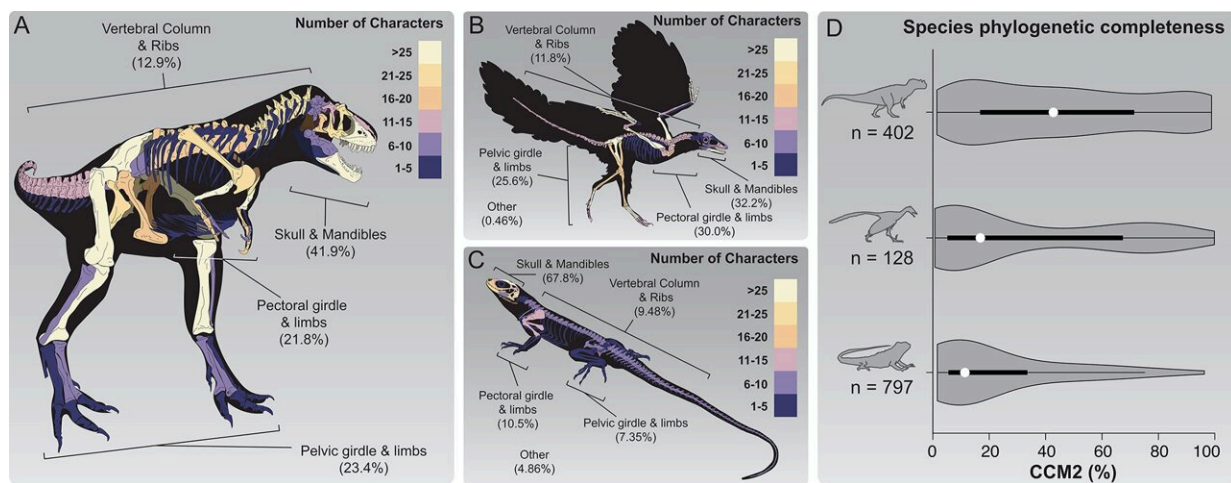 A
Vertebral Column
& Ribs
(12.9%)
Number of Characters
>25
21-25
16-20
11-15
6-10
1-5
Skull & Mandibles
(41.9%)
Pectoral girdle
& limbs
(21.8%)
Pelvic girdle & limbs
(23.4%)
B
Vertebral Column
& Ribs
(11.8%)
Number of Characters
>25
21-25
16-20
11-15
6-10
1-5
Pelvic girdle
& limbs
(25.6%)
Other
(0.46%)
Skull & Mandibles
(32.2%)
Pectoral girdle & limbs
(30.0%)
C
Skull & Mandibles
(67.8%)
Number of Characters
Vertebral Column
& Ribs
(9.48%)
>25
21-25
16-20
11-15
6-10
1-5
Pectoral girdle
& limbs
(10.5%)
Pelvic girdle & limbs
(7.35%)
Other
(4.86%)
D
Species phylogenetic completeness
n = 402
n = 128
n = 797
0 20 40 60 80 100
CCM2 (%)